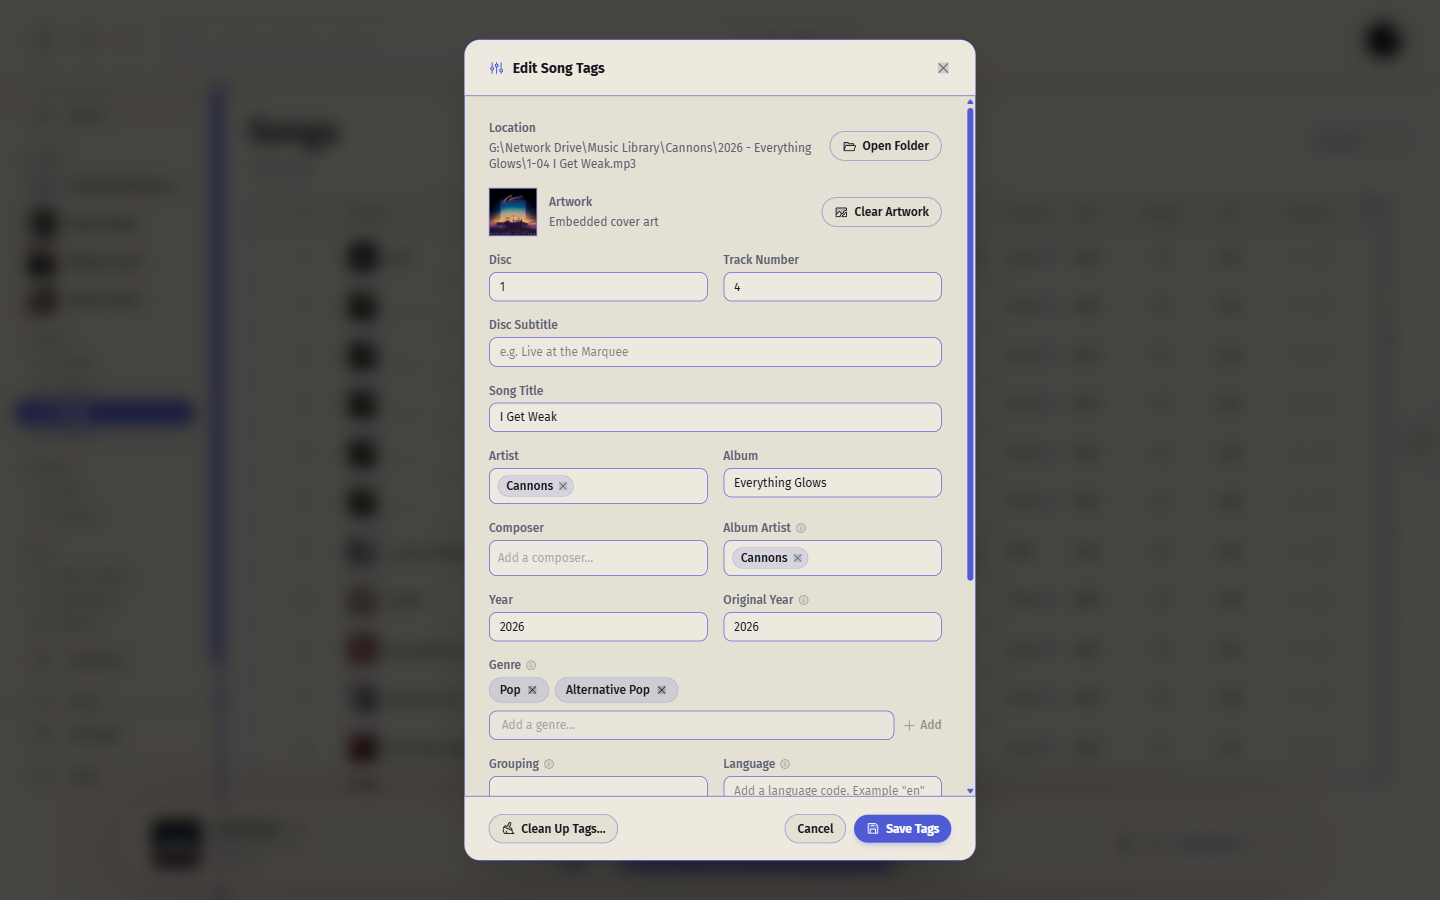 Edit Song Tags
Location
G:\Network Drive\Music Library\Cannons\2026 - Everything
Glows\1-04 I Get Weak.mp3
Open Folder
Artwork
Embedded cover art
Clear Artwork
Disc
Track Number
1
4
Disc Subtitle
e.g. Live at the Marquee
Song Title
I Get Weak
Artist
Album
Cannons
Everything Glows
Composer
Album Artist
Add a composer...
Cannons
Year
Original Year
2026
2026
Genre
Pop
Alternative Pop
Add a genre...
Add
Grouping
Language
Add a language code. Example "en"
Clean Up Tags...
Cancel
Save Tags
Songs